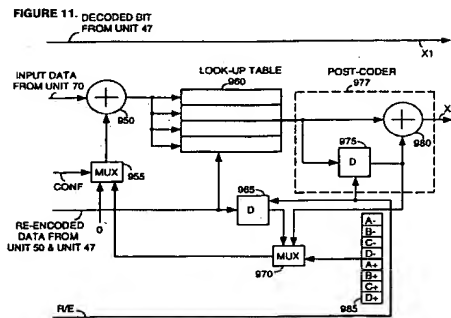 FIGURE 11.
DECODED BIT
FROM UNIT 47
X1
INPUT DATA
FROM UNIT 70
950
LOOK-UP TABLE
960
POST-CODER
977
X
980
975
D
CONF
MUX
955
965
D
RE-ENCODED
DATA FROM
UNIT 50 & UNIT 47
0
MUX
970
A-
B-
C-
D-
A+
B+
C+
D+
985
R/E